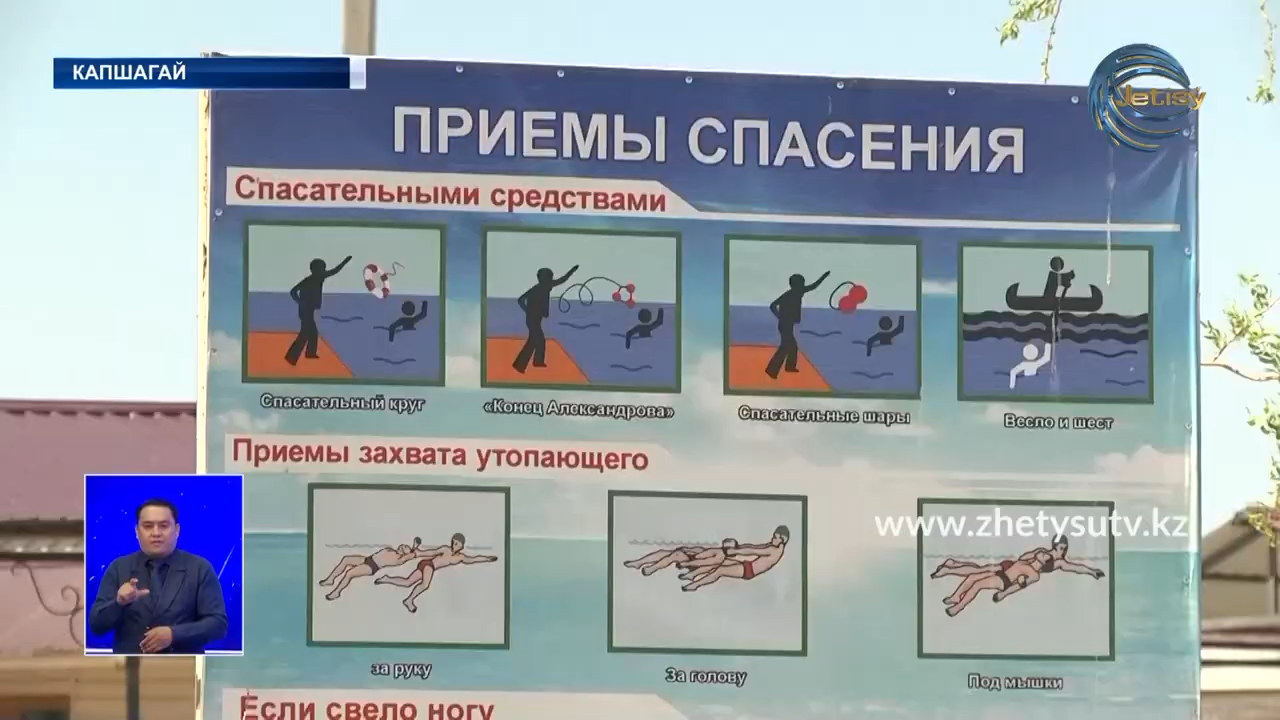 КАПШАГАЙ
Jetisy
ПРИЕМЫ СПАСЕНИЯ
Спасательными средствами
Спасательный круг
«Конец Александрова»
Спасательные шары
Весло и шест
Приемы захвата утопающего
www.zhetysutv.kz
за руку
За голову
Под мышки
Если свело ногу